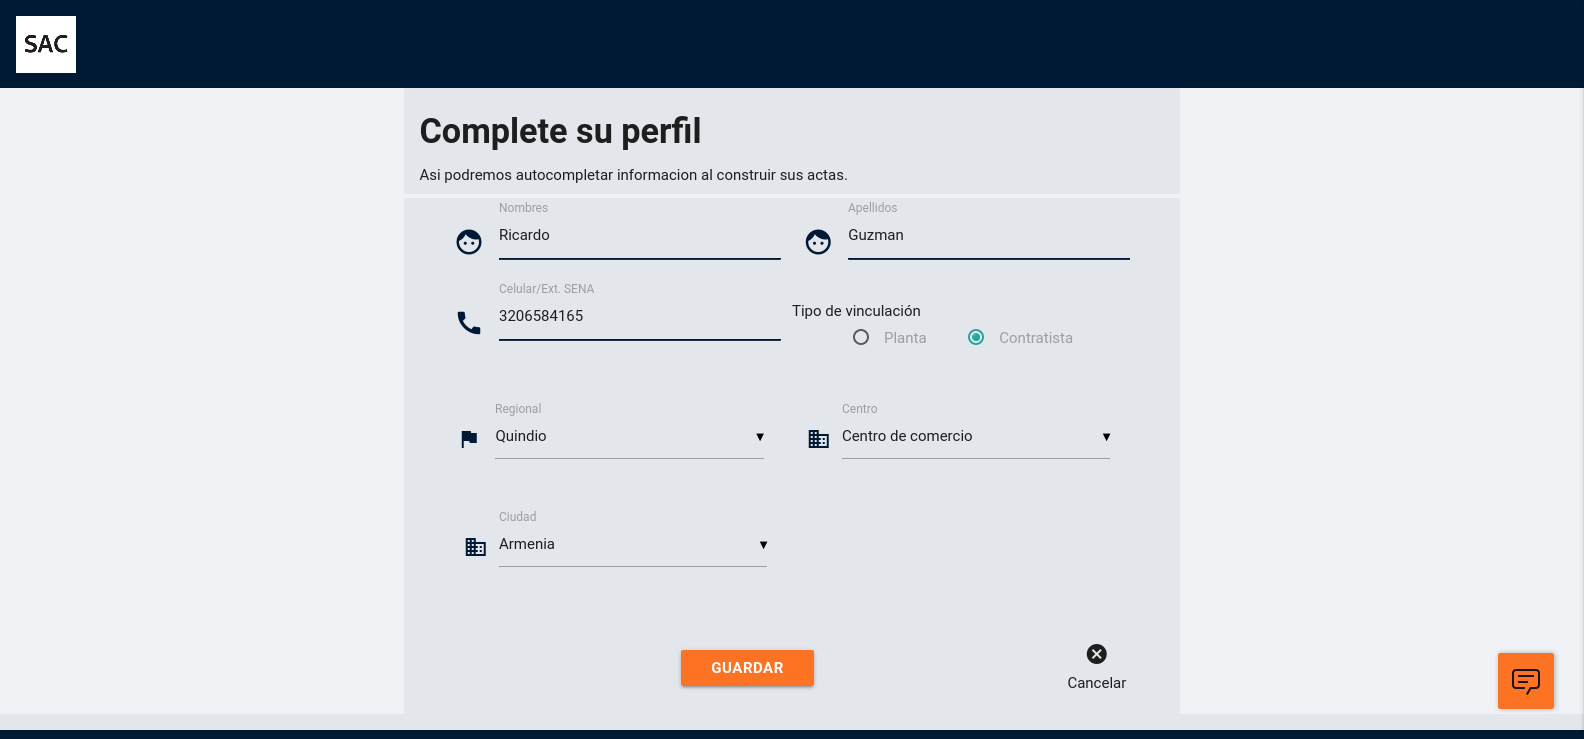 SAC
Complete su perfil
Asi podremos autocompletar informacion al construir sus actas.
Nombres
Ricardo
Apellidos
Guzman
Celular/Ext. SENA
3206584165
Tipo de vinculación
Planta
Contratista
Regional
Quindio
Centro
Centro de comercio
Ciudad
Armenia
GUARDAR
Cancelar